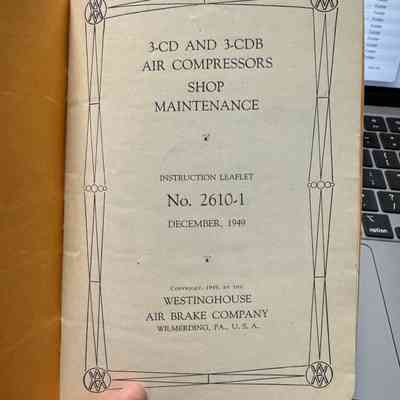 3-CD AND 3-CDB
AIR COMPRESSORS
SHOP
MAINTENANCE
INSTRUCTION LEAFLET
No. 2610-1
DECEMBER, 1949
COPYRIGHT, 1949, BY THE
WESTINGHOUSE
AIR BRAKE COMPANY
WILMERDING, PA., U. S. A.
control
option